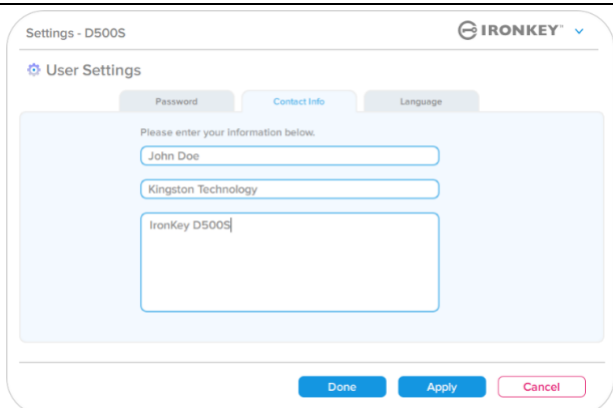 Settings - D500S
IRONKEY™
User Settings
Password
Contact Info
Language
Please enter your information below.
John Doe
Kingston Technology
IronKey D500S
Done
Apply
Cancel